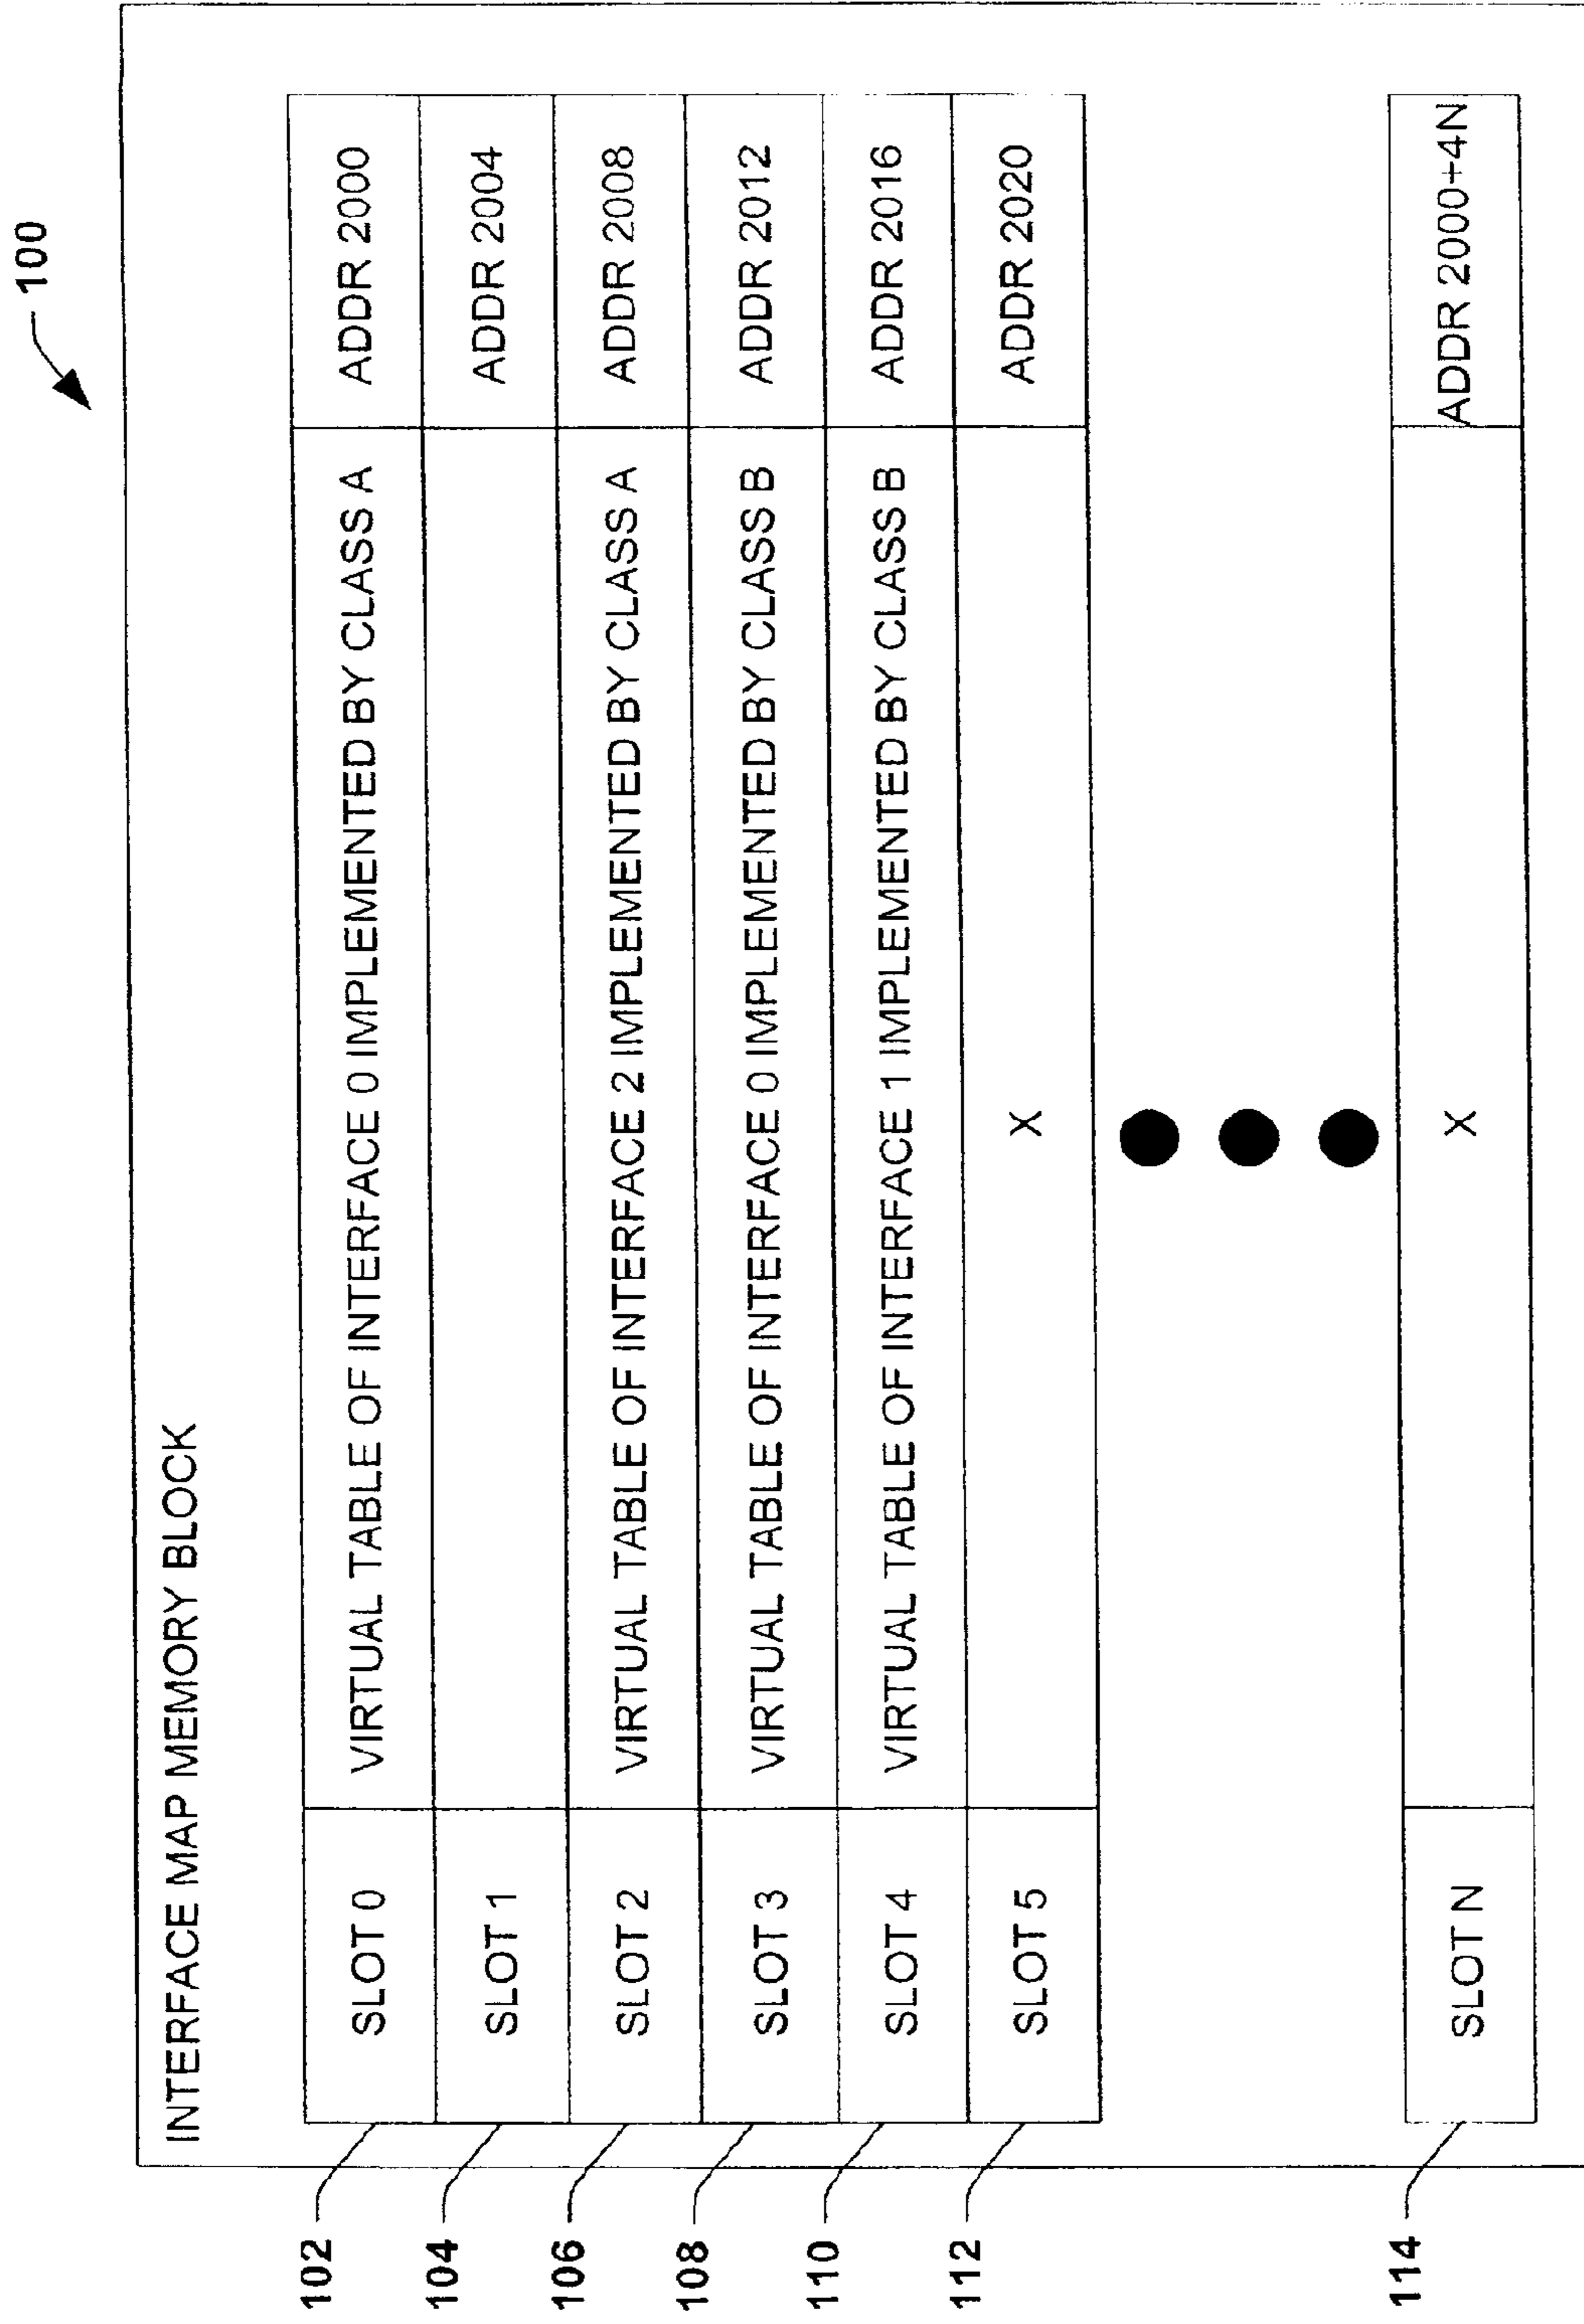 100
INTERFACE MAP MEMORY BLOCK
102 SLOT 0 VIRTUAL TABLE OF INTERFACE 0 IMPLEMENTED BY CLASS A ADDR 2000
104 SLOT 1 ADDR 2004
106 SLOT 2 VIRTUAL TABLE OF INTERFACE 2 IMPLEMENTED BY CLASS A ADDR 2008
108 SLOT 3 VIRTUAL TABLE OF INTERFACE 0 IMPLEMENTED BY CLASS B ADDR 2012
110 SLOT 4 VIRTUAL TABLE OF INTERFACE 1 IMPLEMENTED BY CLASS B ADDR 2016
112 SLOT 5 X ADDR 2020
114 SLOT N X ADDR 2000+4N